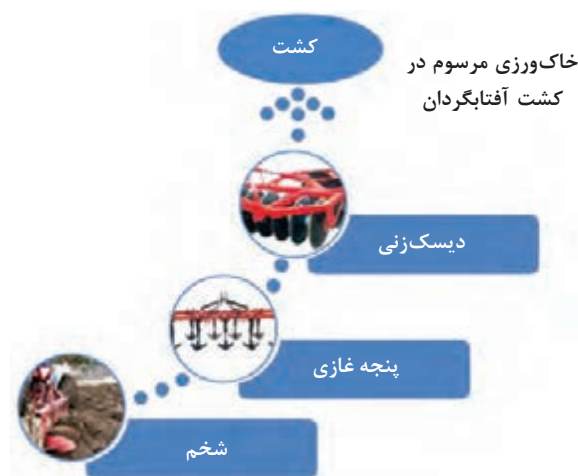 کشت
خاک‌ورزی مرسوم در
کشت آفتابگردان
دیسک‌زنی
پنجه غازی
شخم